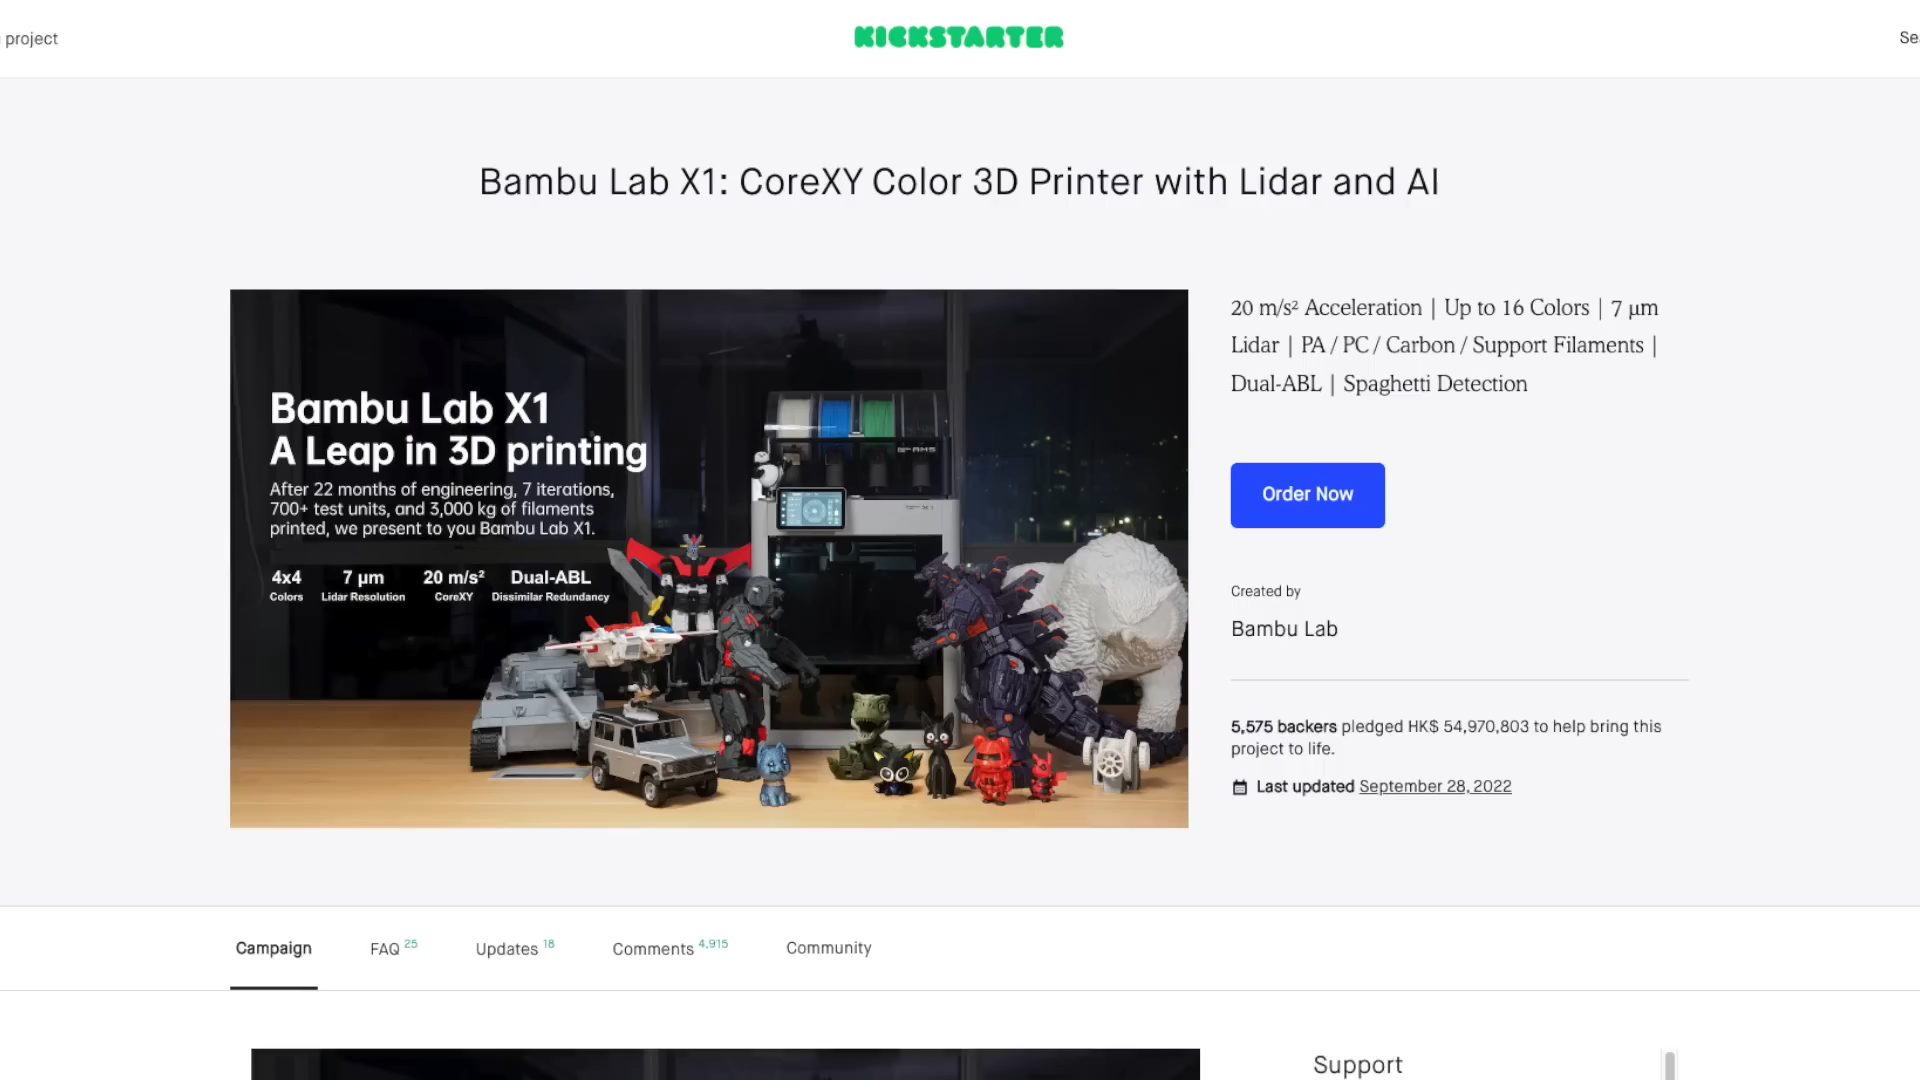 project
KICKSTARTER
Se
Bambu Lab X1: CoreXY Color 3D Printer with Lidar and AI
Bambu Lab X1
A Leap in 3D printing
After 22 months of engineering, 7 iterations,
700+ test units, and 3,000 kg of filaments
printed, we present to you Bambu Lab X1.
4x4 7 µm 20 m/s² Dual-ABL
Colors Lidar Resolution CoreXY Dissimilar Redundancy
AMS
20 m/s² Acceleration | Up to 16 Colors | 7 µm
Lidar | PA / PC / Carbon / Support Filaments |
Dual-ABL | Spaghetti Detection
Order Now
Created by
Bambu Lab
5,575 backers pledged HK$ 54,970,803 to help bring this
project to life.
Last updated September 28, 2022
Campaign FAQ 25 Updates 18 Comments 4,915 Community
Support